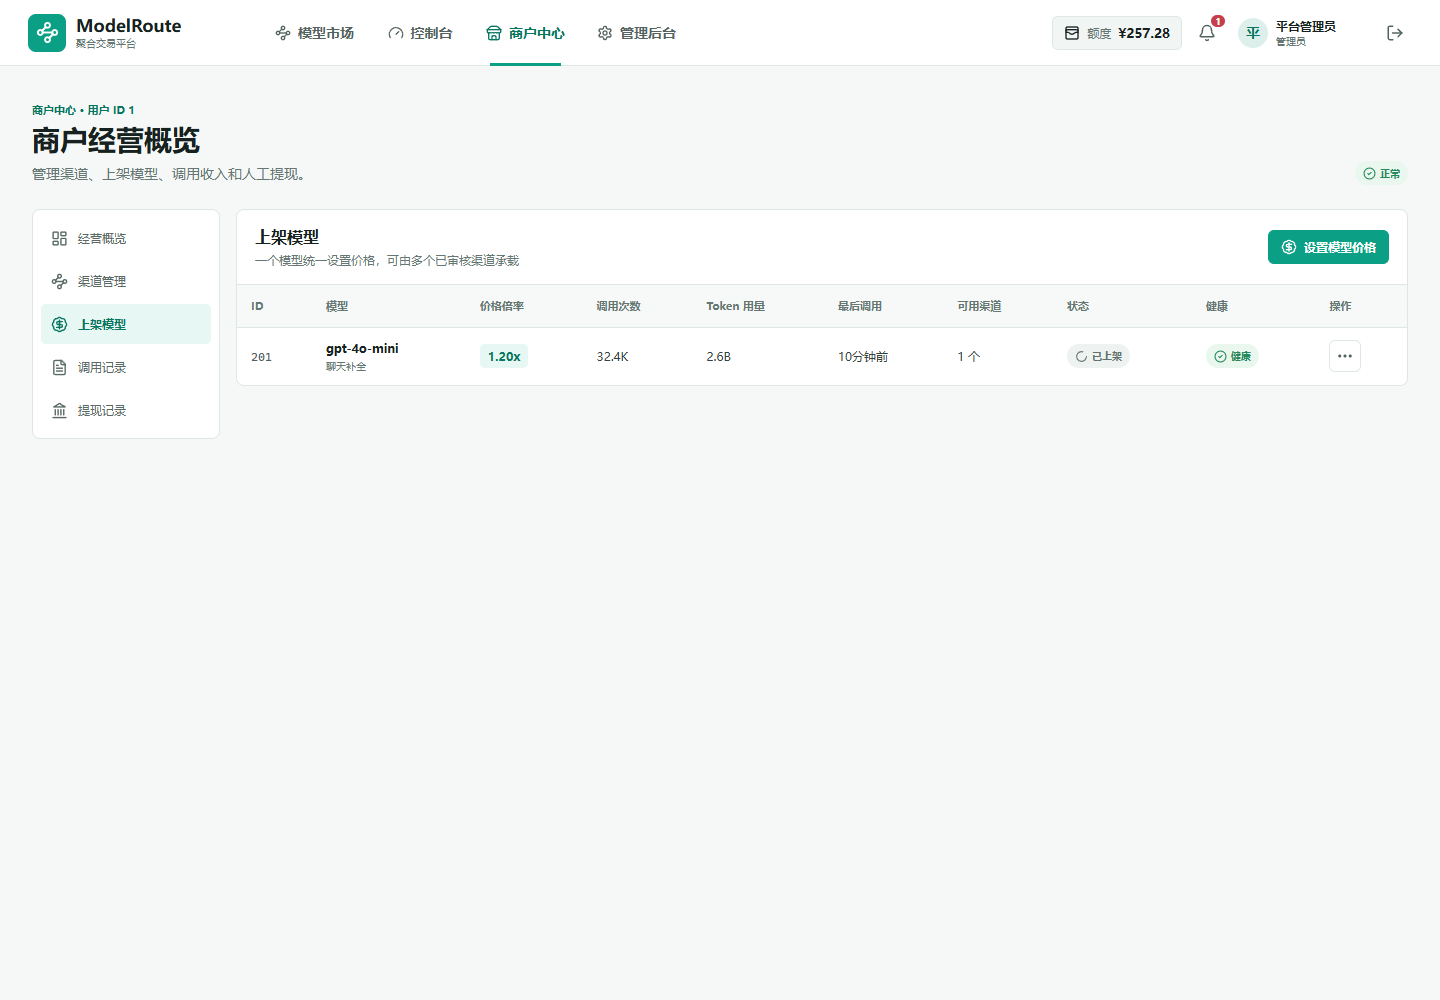 ModelRoute
聚合交易平台
模型市场
控制台
商户中心
管理后台
额度 ¥257.28
1
平
平台管理员
管理员
商户中心 • 用户 ID 1
商户经营概览
管理渠道、上架模型、调用收入和人工提现。
正常
经营概览
渠道管理
上架模型
调用记录
提现记录
上架模型
一个模型统一设置价格，可由多个已审核渠道承载
设置模型价格
ID 模型 价格倍率 调用次数 Token 用量 最后调用 可用渠道 状态 健康 操作
201 gpt-4o-mini 1.20x 32.4K 2.6B 10分钟前 1 个 已上架 健康
聊天补全